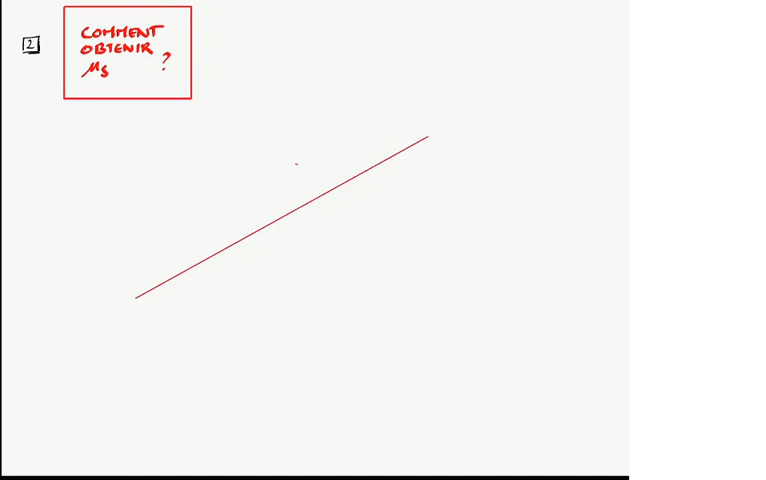 2
COMMENT
OBTENIR
μs ?